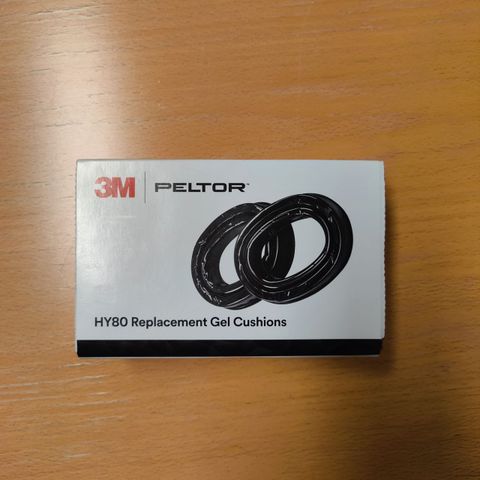 3M | PELTOR™
HY80 Replacement Gel Cushions